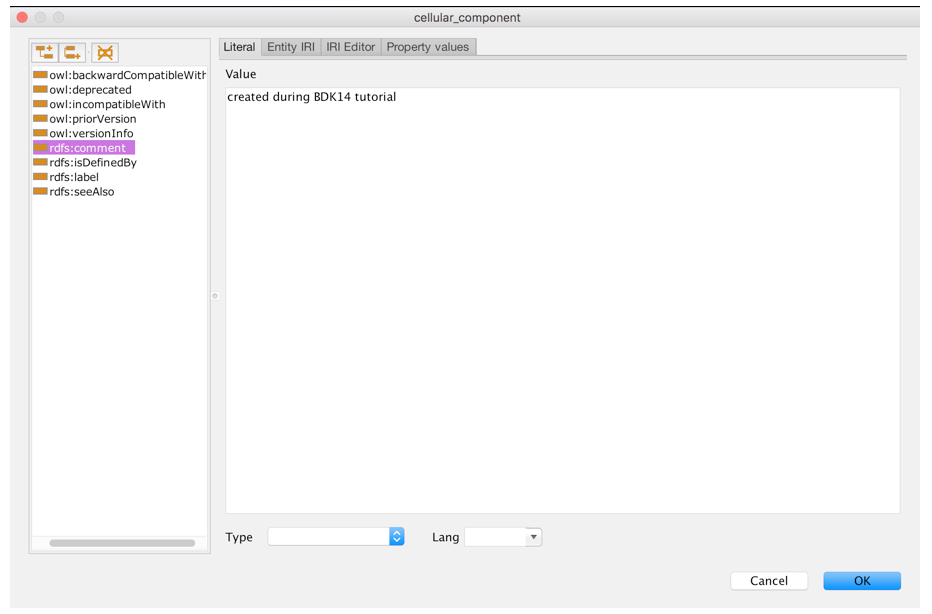 cellular_component
Literal Entity IRI IRI Editor Property values
owl:backwardCompatibleWith
owl:deprecated
owl:incompatibleWith
owl:priorVersion
owl:versionInfo
rdfs:comment
rdfs:isDefinedBy
rdfs:label
rdfs:seeAlso
Value
created during BDK14 tutorial
Type Lang
Cancel OK